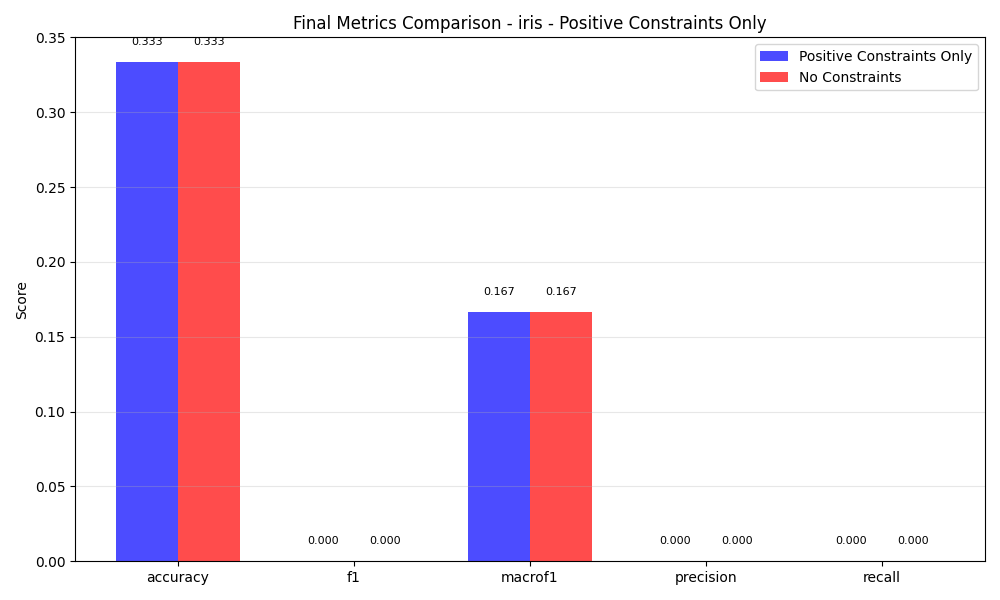 Final Metrics Comparison - iris - Positive Constraints Only
0.35
0.30
0.25
0.20
0.15
0.10
0.05
0.00
Score
0.333 0.333
0.000 0.000
0.167 0.167
0.000 0.000
0.000 0.000
Positive Constraints Only
No Constraints
accuracy f1 macrof1 precision recall